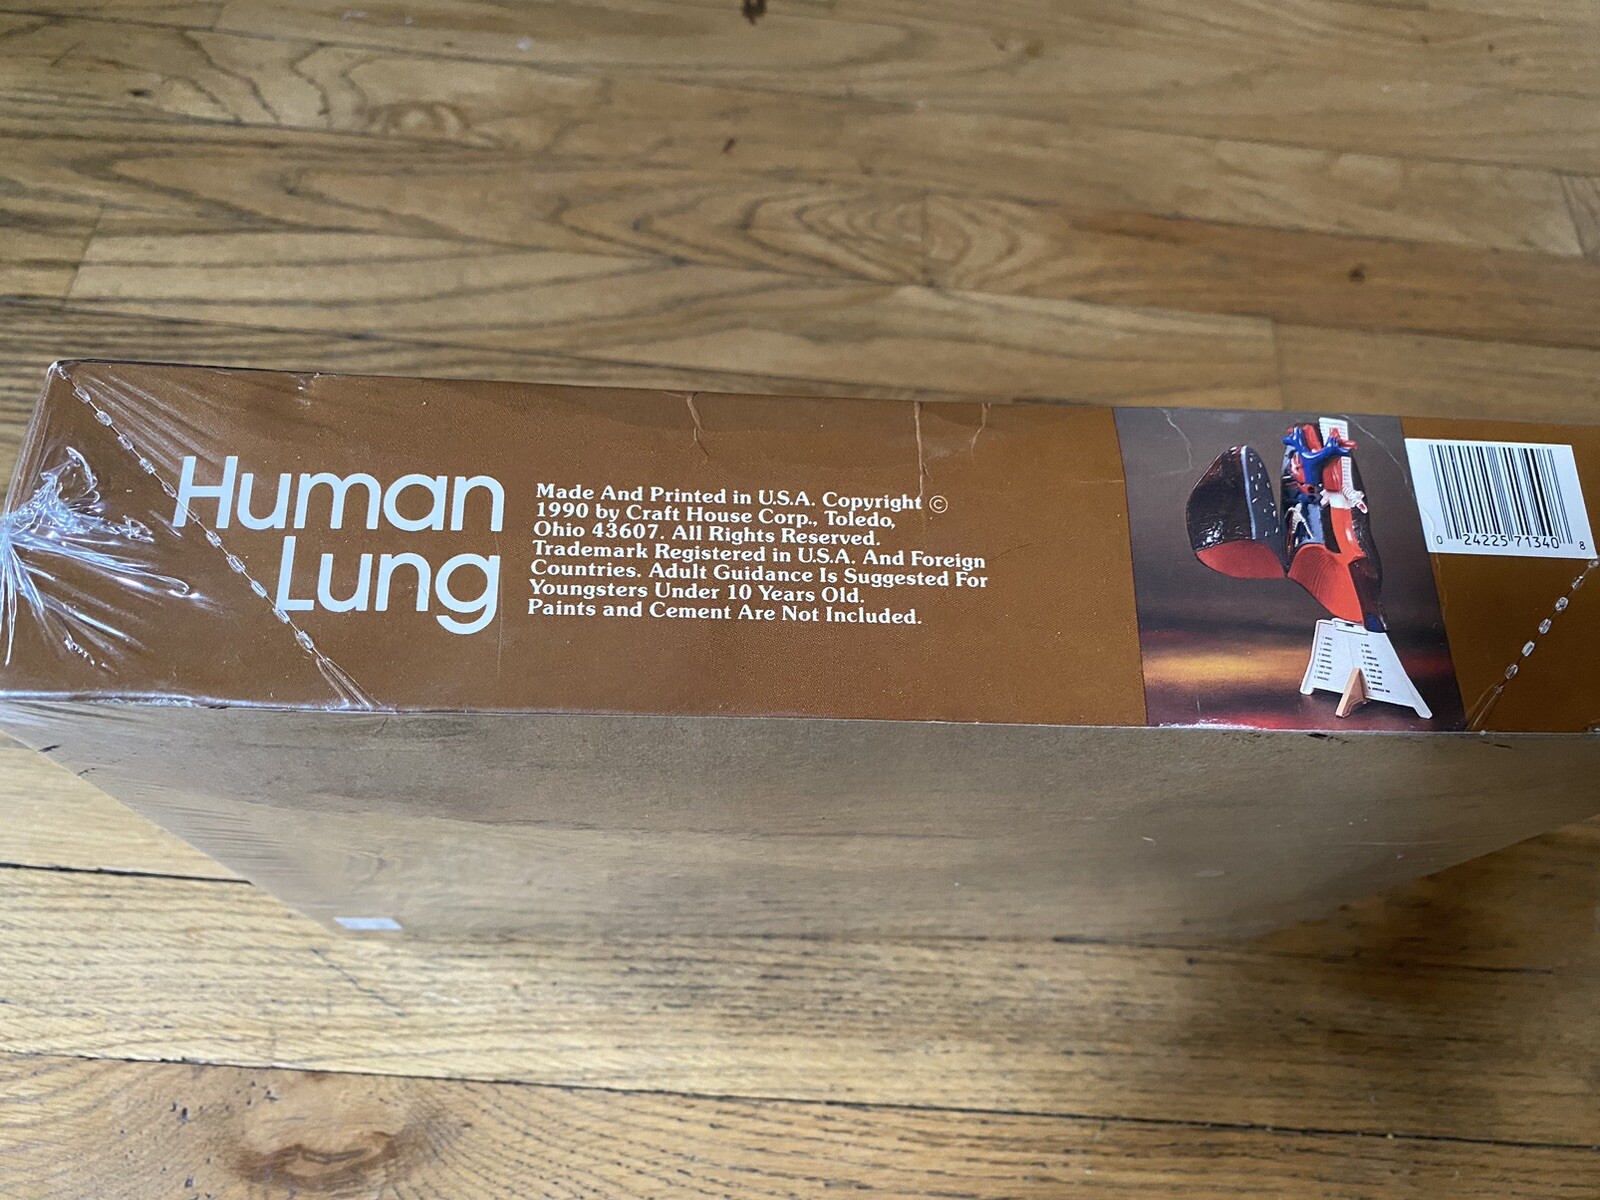 Human
Lung
Made And Printed in U.S.A. Copyright ©
1990 by Craft House Corp., Toledo,
Ohio 43607. All Rights Reserved.
Trademark Registered in U.S.A. And Foreign
Countries. Adult Guidance Is Suggested For
Youngsters Under 10 Years Old.
Paints and Cement Are Not Included.
0 24225 71340 8